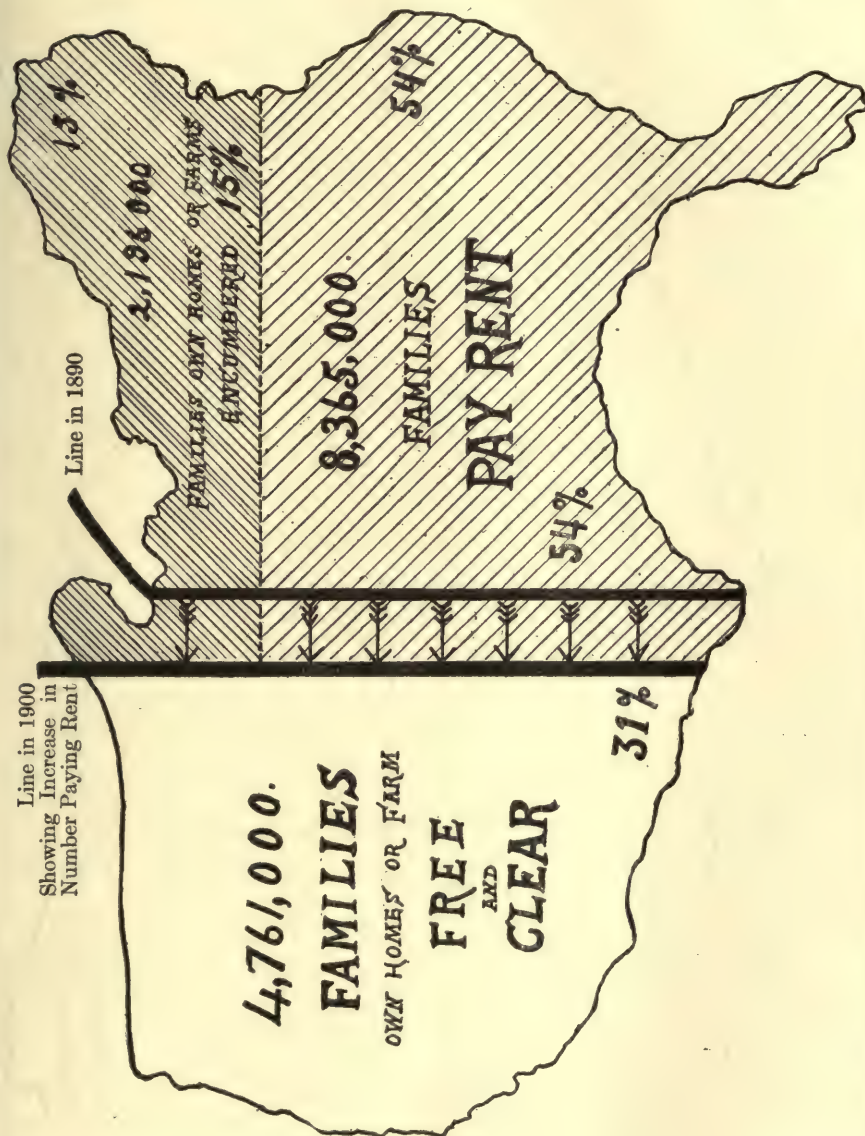 Line in 1900
Showing Increase in
Number Paying Rent
Line in 1890
4,761,000.
FAMILIES
OWN HOMES OR FARM
FREE
AND
CLEAR
31%
13%
2,196000
FAMILIES OWN HOMES OR FARMS
ENCUMBERED 15%
54%
8,365,000
FAMILIES
PAY RENT
54%